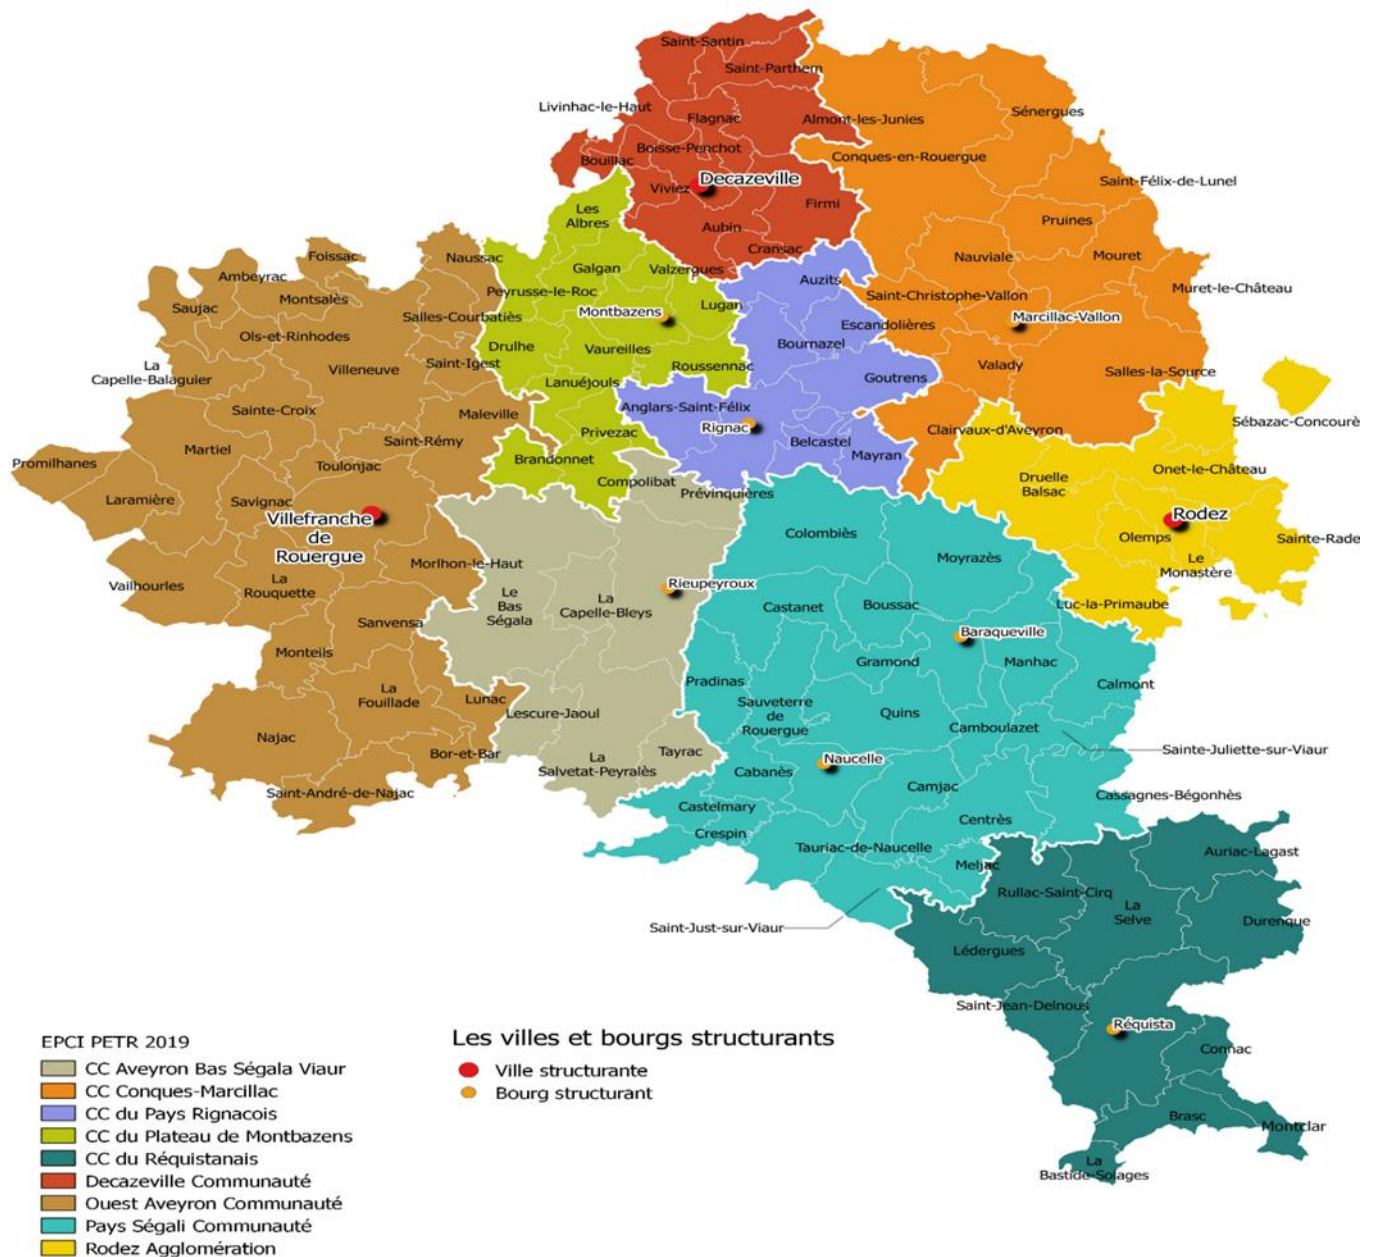 Saint-Santin
Saint-Parthem
Livinhac-le-Haut
Flagnac
Almont-les-Junies
Sénergues
Boisse-Penchot
Bouillac
Conques-en-Rouergue
Decazeville
Viviez
Saint-Félix-de-Lunel
Firmi
Les
Albres
Aubin
Pruines
Cransac
Foissac
Naussac
Nauviale
Mouret
Ambeyrac
Galgan
Valzergues
Auzits
Montsalès
Peyrusse-le-Roc
Saint-Christophe-Vallon
Muret-le-Château
Saujac
Lugan
Montbazens
Salles-Courbatiès
Escandolières
Marcillac-Vallon
Ols-et-Rinhodes
Drulhe
Vaureilles
Bournazel
La
Capelle-Balaguier
Villeneuve
Saint-Igest
Roussennac
Valady
Salles-la-Source
Lanuéjouls
Goutrens
Sainte-Croix
Maleville
Anglars-Saint-Félix
Rignac
Sébazac-Concourè
Clairvaux-d'Aveyron
Martiel
Saint-Rémy
Privezac
Belcastel
Mayran
Promilhanes
Toulonjac
Brandonnet
Onet-le-Château
Druelle
Balsac
Laramière
Savignac
Compolibat
Prévinquières
Villefranche
de
Rouergue
Rodez
Colombiès
Olemps
Sainte-Rade
Moyrazès
Le
Monastère
Morlhon-le-Haut
Vailhourles
La
Rouquette
Rieupeyroux
Le
Bas
Ségala
La
Capelle-Bleys
Castanet
Boussac
Luc-la-Primaube
Sanvensa
Baraqueville
Monteils
Gramond
Manhac
Pradinas
Calmont
La
Fouillade
Lunac
Sauveterre
de
Rouergue
Lescure-Jaoul
Quins
Camboulazet
Najac
Bor-et-Bar
Tayrac
Sainte-Juliette-sur-Viaur
La
Salvetat-Peyralès
Naucelle
Cabanès
Saint-André-de-Najac
Camjac
Cassagnes-Bégonhès
Castelmary
Centrès
Crespin
Tauriac-de-Naucelle
Auriac-Lagast
Meljac
Rullac-Saint-Cirq
La
Selve
Durenque
Saint-Just-sur-Viaur
Lédergues
Saint-Jean-Delnous
Réquista
Connac
Brasc
Montclar
La
Bastide-Solages
EPCI PETR 2019
CC Aveyron Bas Ségala Viaur
CC Conques-Marcillac
CC du Pays Rignacois
CC du Plateau de Montbazens
CC du Réquistanais
Decazeville Communauté
Ouest Aveyron Communauté
Pays Ségali Communauté
Rodez Agglomération
Les villes et bourgs structurants
Ville structurante
Bourg structurant